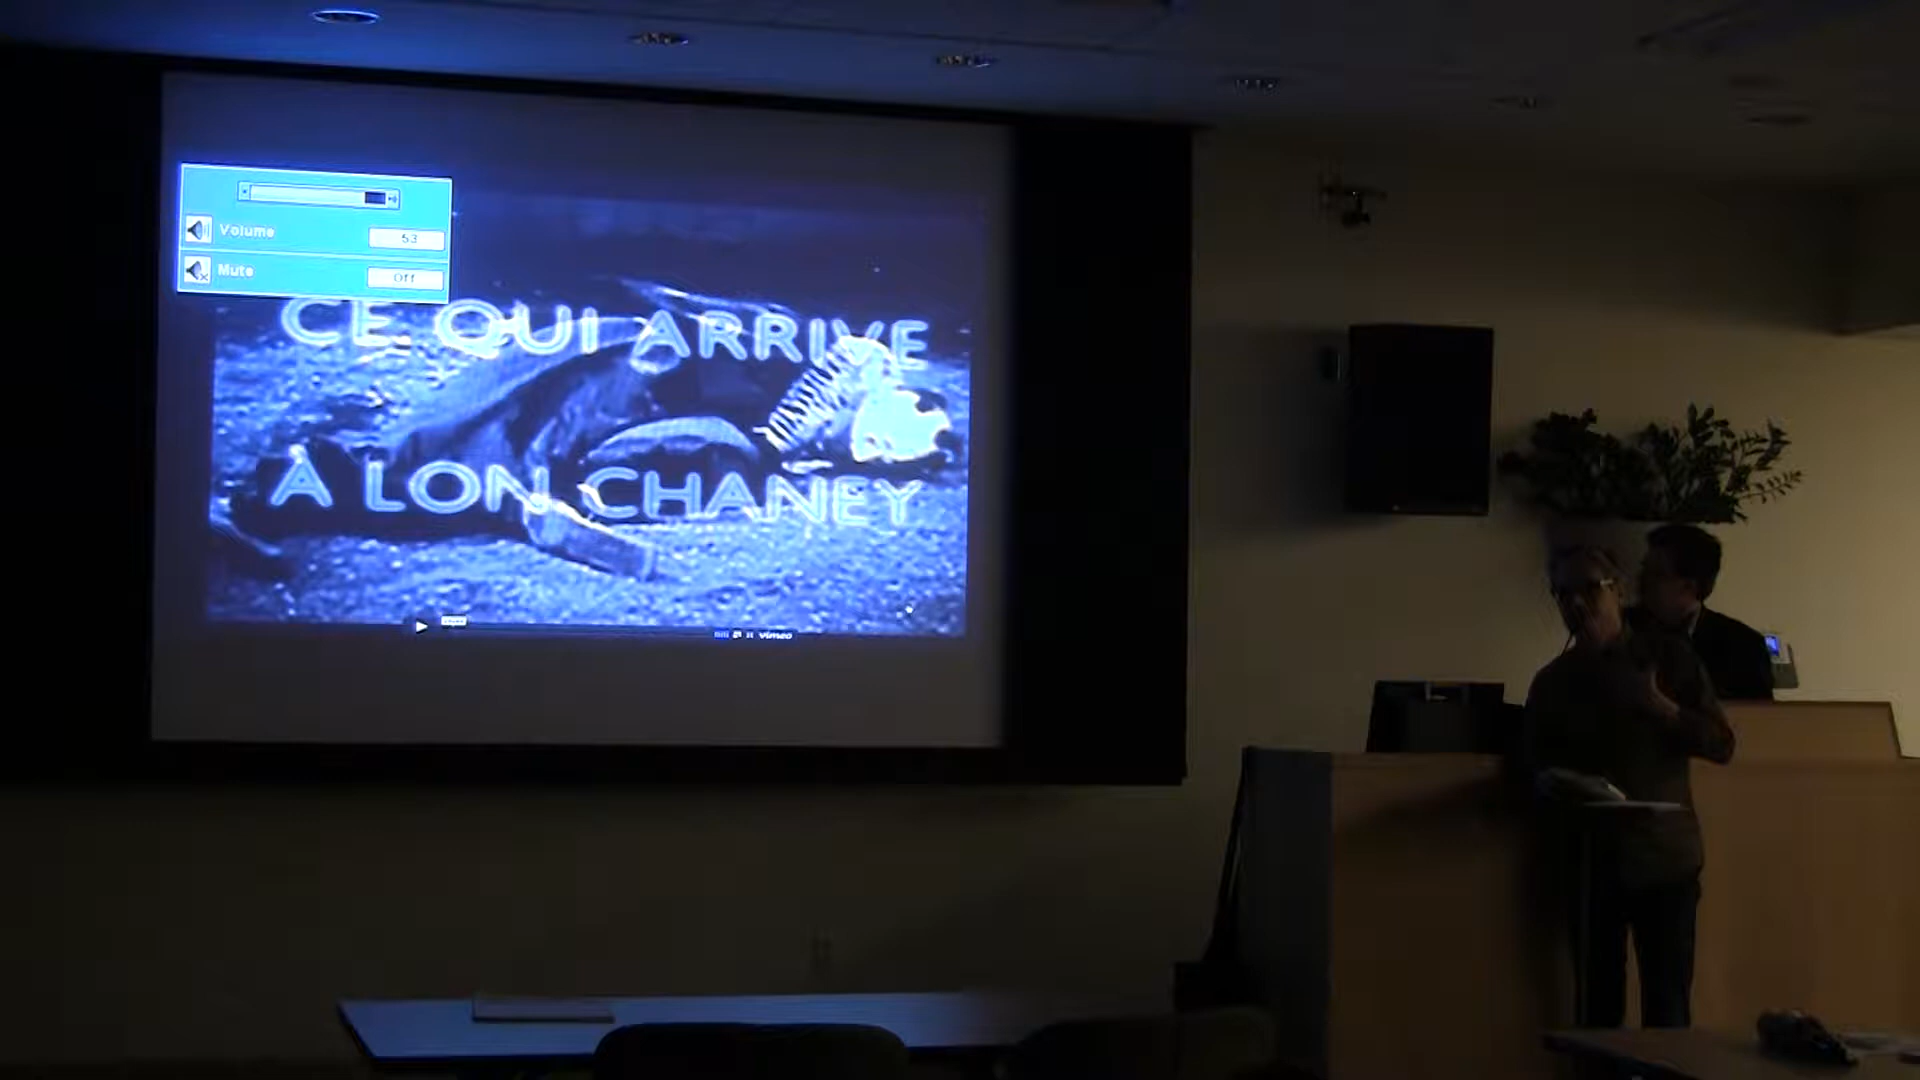 Volume
53
Mute
Off
CE QUI ARRIVE
À LON CHANEY
vimeo